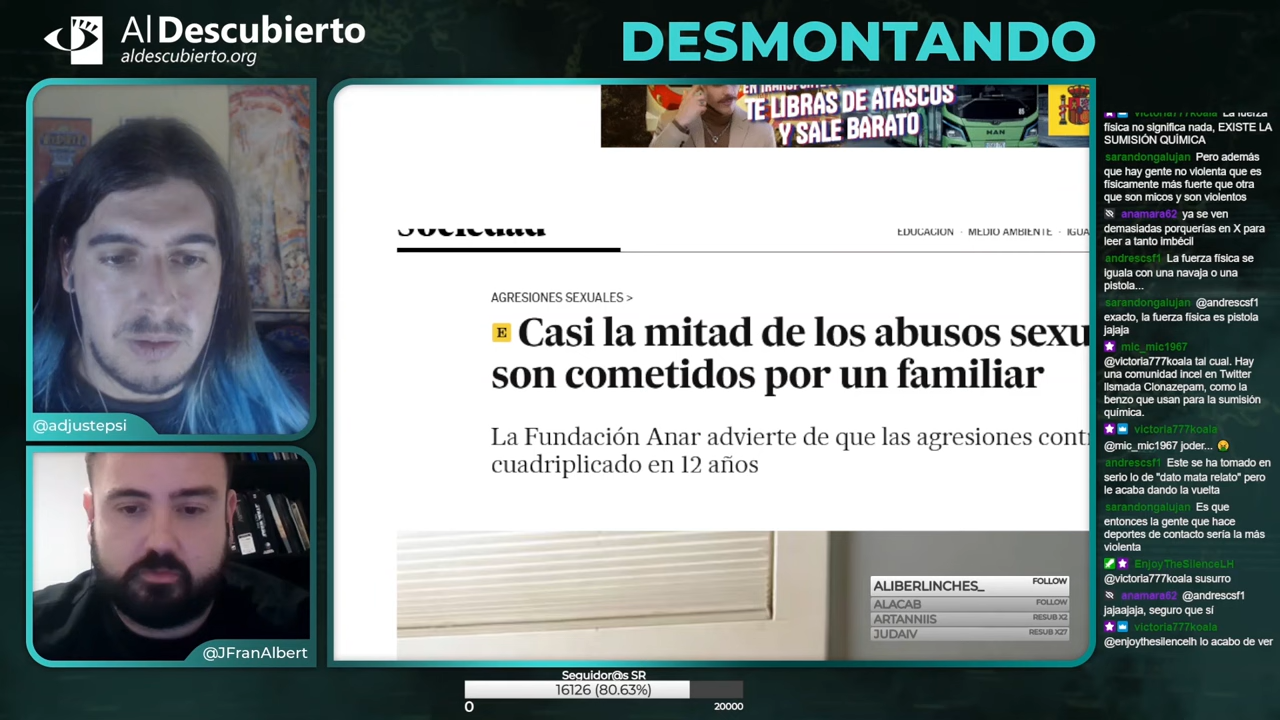 Al Descubierto
aldescubierto.org
DESMONTANDO
@adjustepsi
@JFranAlbert
TE LIBRAS DE ATASCOS
Y SALE BARATO
MAN
Sociedad
EDUCACIÓN · MEDIO AMBIENTE · IGUA
AGRESIONES SEXUALES >
E Casi la mitad de los abusos sexu
son cometidos por un familiar
La Fundación Anar advierte de que las agresiones cont
cuadriplicado en 12 años
ALIBERLINCHES_ FOLLOW
ALACAB FOLLOW
ARTANNIIS RESUB X2
JUDAIV RESUB X27
victoria777koala La fuerza
física no significa nada, EXISTE LA
SUMISIÓN QUÍMICA
sarandongalujan Pero además
que hay gente no violenta que es
físicamente más fuerte que otra
que son micos y son violentos
anamara62 ya se ven
demasiadas porquerías en X para
leer a tanto imbécil
andrescsf1 La fuerza física se
iguala con una navaja o una
pistola...
sarandongalujan @andrescsf1
exacto, la fuerza física es pistola
jajaja
mic_mic1967
@victoria777koala tal cual. Hay
una comunidad incel en Twitter
llsmada Clonazepam, como la
benzo que usan para la sumisión
química.
victoria777koala
@mic_mic1967 joder...
andrescsf1 Este se ha tomado en
serio lo de "dato mata relato" pero
le acaba dando la vuelta
sarandongalujan Es que
entonces la gente que hace
deportes de contacto sería la más
violenta
EnjoyTheSilenceLH
@victoria777koala susurro
anamara62 @andrescsf1
jajaajaja, seguro que sí
victoria777koala
@enjoythesilencelh lo acabo de ver
Seguidor@s SR
16126 (80.63%)
0 20000